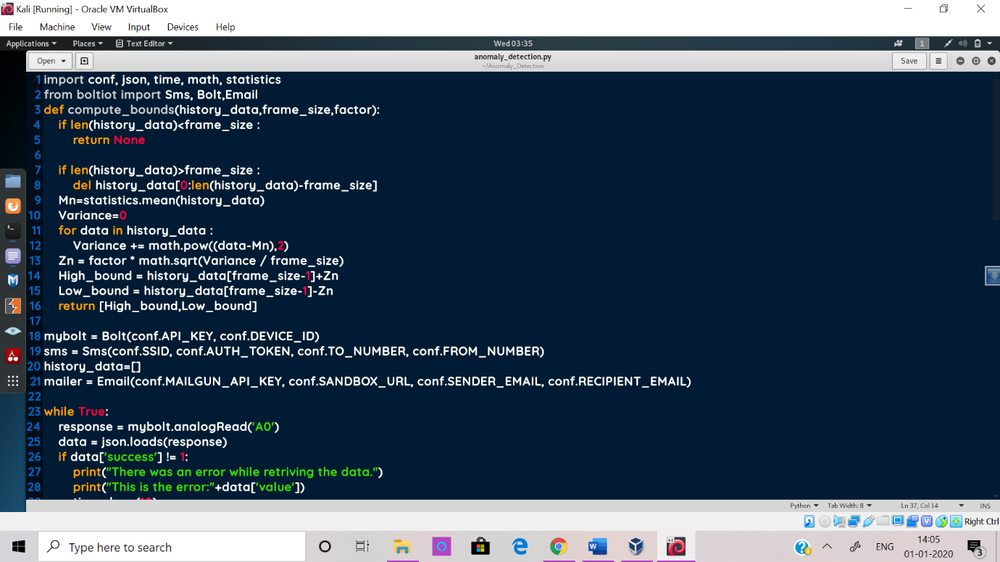 Kali [Running] - Oracle VM VirtualBox
File Machine View Input Devices Help
Applications Places Text Editor Wed 03:35 1
Open anomaly_detection.py Save
~/Anomaly_Detection
1 import conf, json, time, math, statistics
2 from boltiot import Sms, Bolt,Email
3 def compute_bounds(history_data,frame_size,factor):
4 if len(history_data)<frame_size :
5 return None
6
7 if len(history_data)>frame_size :
8 del history_data[0:len(history_data)-frame_size]
9 Mn=statistics.mean(history_data)
10 Variance=0
11 for data in history_data :
12 Variance += math.pow((data-Mn),2)
13 Zn = factor * math.sqrt(Variance / frame_size)
14 High_bound = history_data[frame_size-1]+Zn
15 Low_bound = history_data[frame_size-1]-Zn
16 return [High_bound,Low_bound]
17
18 mybolt = Bolt(conf.API_KEY, conf.DEVICE_ID)
19 sms = Sms(conf.SSID, conf.AUTH_TOKEN, conf.TO_NUMBER, conf.FROM_NUMBER)
20 history_data=[]
21 mailer = Email(conf.MAILGUN_API_KEY, conf.SANDBOX_URL, conf.SENDER_EMAIL, conf.RECIPIENT_EMAIL)
22
23 while True:
24 response = mybolt.analogRead('A0')
25 data = json.loads(response)
26 if data['success'] != 1:
27 print("There was an error while retriving the data.")
28 print("This is the error:"+data['value'])
Python Tab Width: 8 Ln 37, Col 14 INS
Right Ctrl
Type here to search ENG 14:05
01-01-2020 3